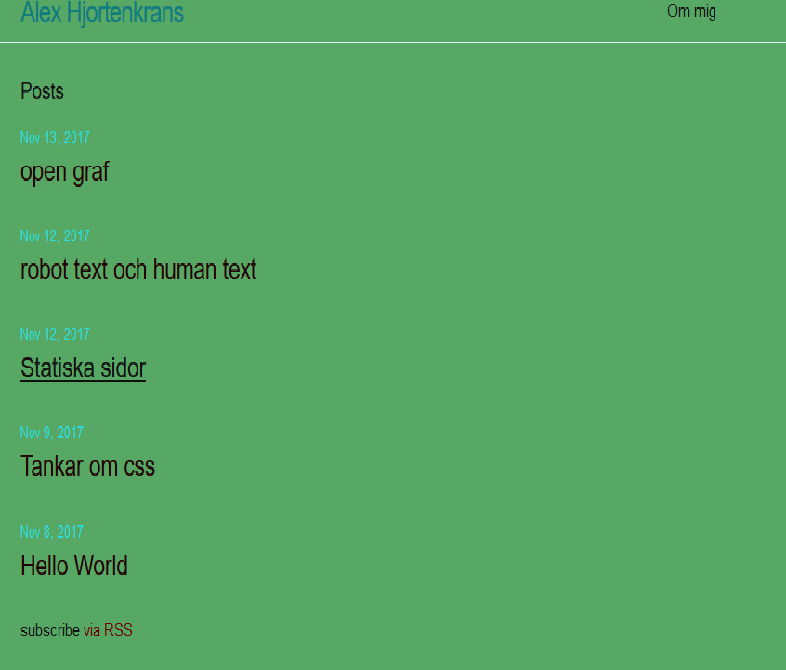 Alex Hjortenkrans
Om mig
Posts
Nov 13, 2017
open graf
Nov 12, 2017
robot text och human text
Nov 12, 2017
Statiska sidor
Nov 9, 2017
Tankar om css
Nov 8, 2017
Hello World
subscribe via RSS